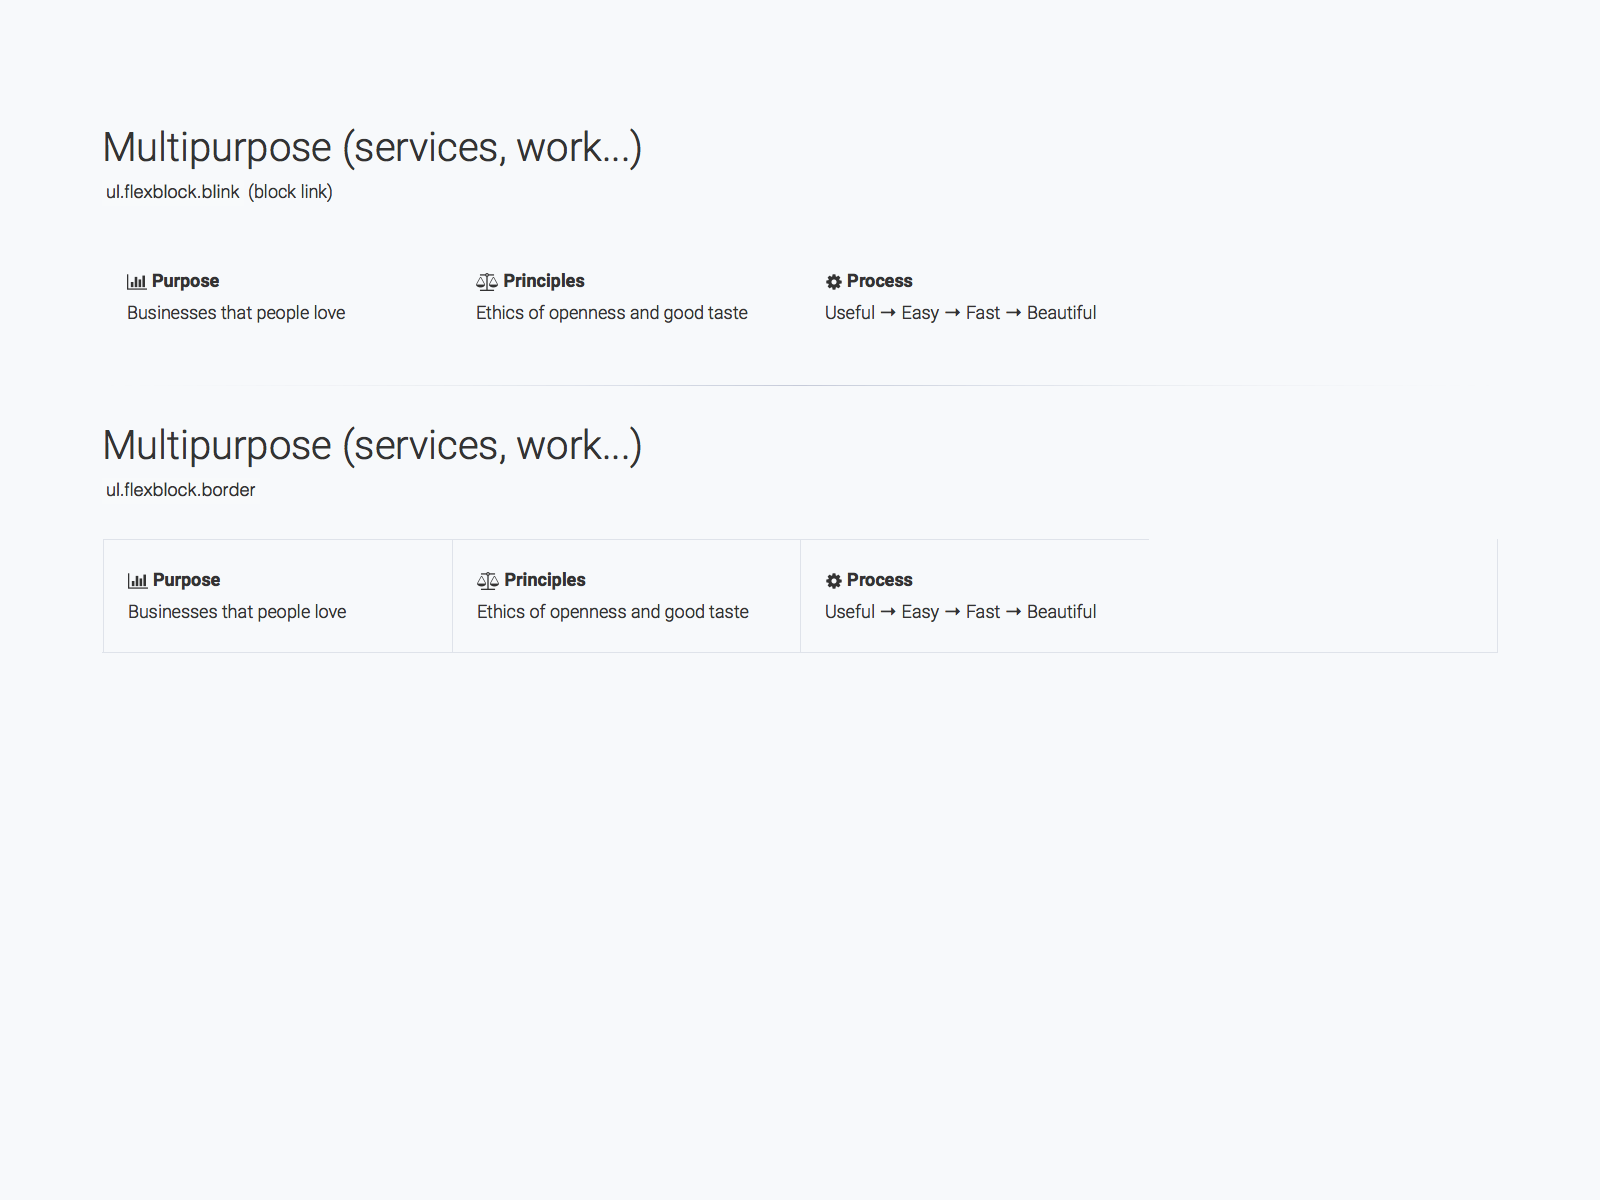 Multipurpose (services, work...)
ul.flexblock.blink (block link)
Purpose
Businesses that people love
Principles
Ethics of openness and good taste
Process
Useful → Easy → Fast → Beautiful
Multipurpose (services, work...)
ul.flexblock.border
Purpose
Businesses that people love
Principles
Ethics of openness and good taste
Process
Useful → Easy → Fast → Beautiful